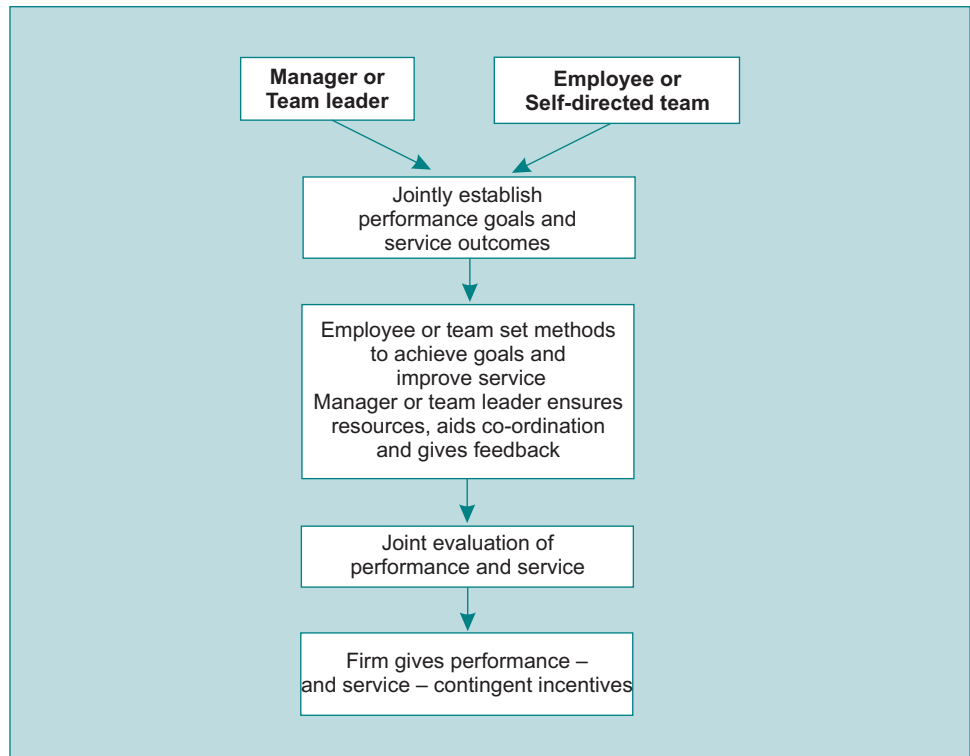 Manager or
Team leader
Employee or
Self-directed team
Jointly establish
performance goals and
service outcomes
Employee or team set methods
to achieve goals and
improve service
Manager or team leader ensures
resources, aids co-ordination
and gives feedback
Joint evaluation of
performance and service
Firm gives performance –
and service – contingent incentives